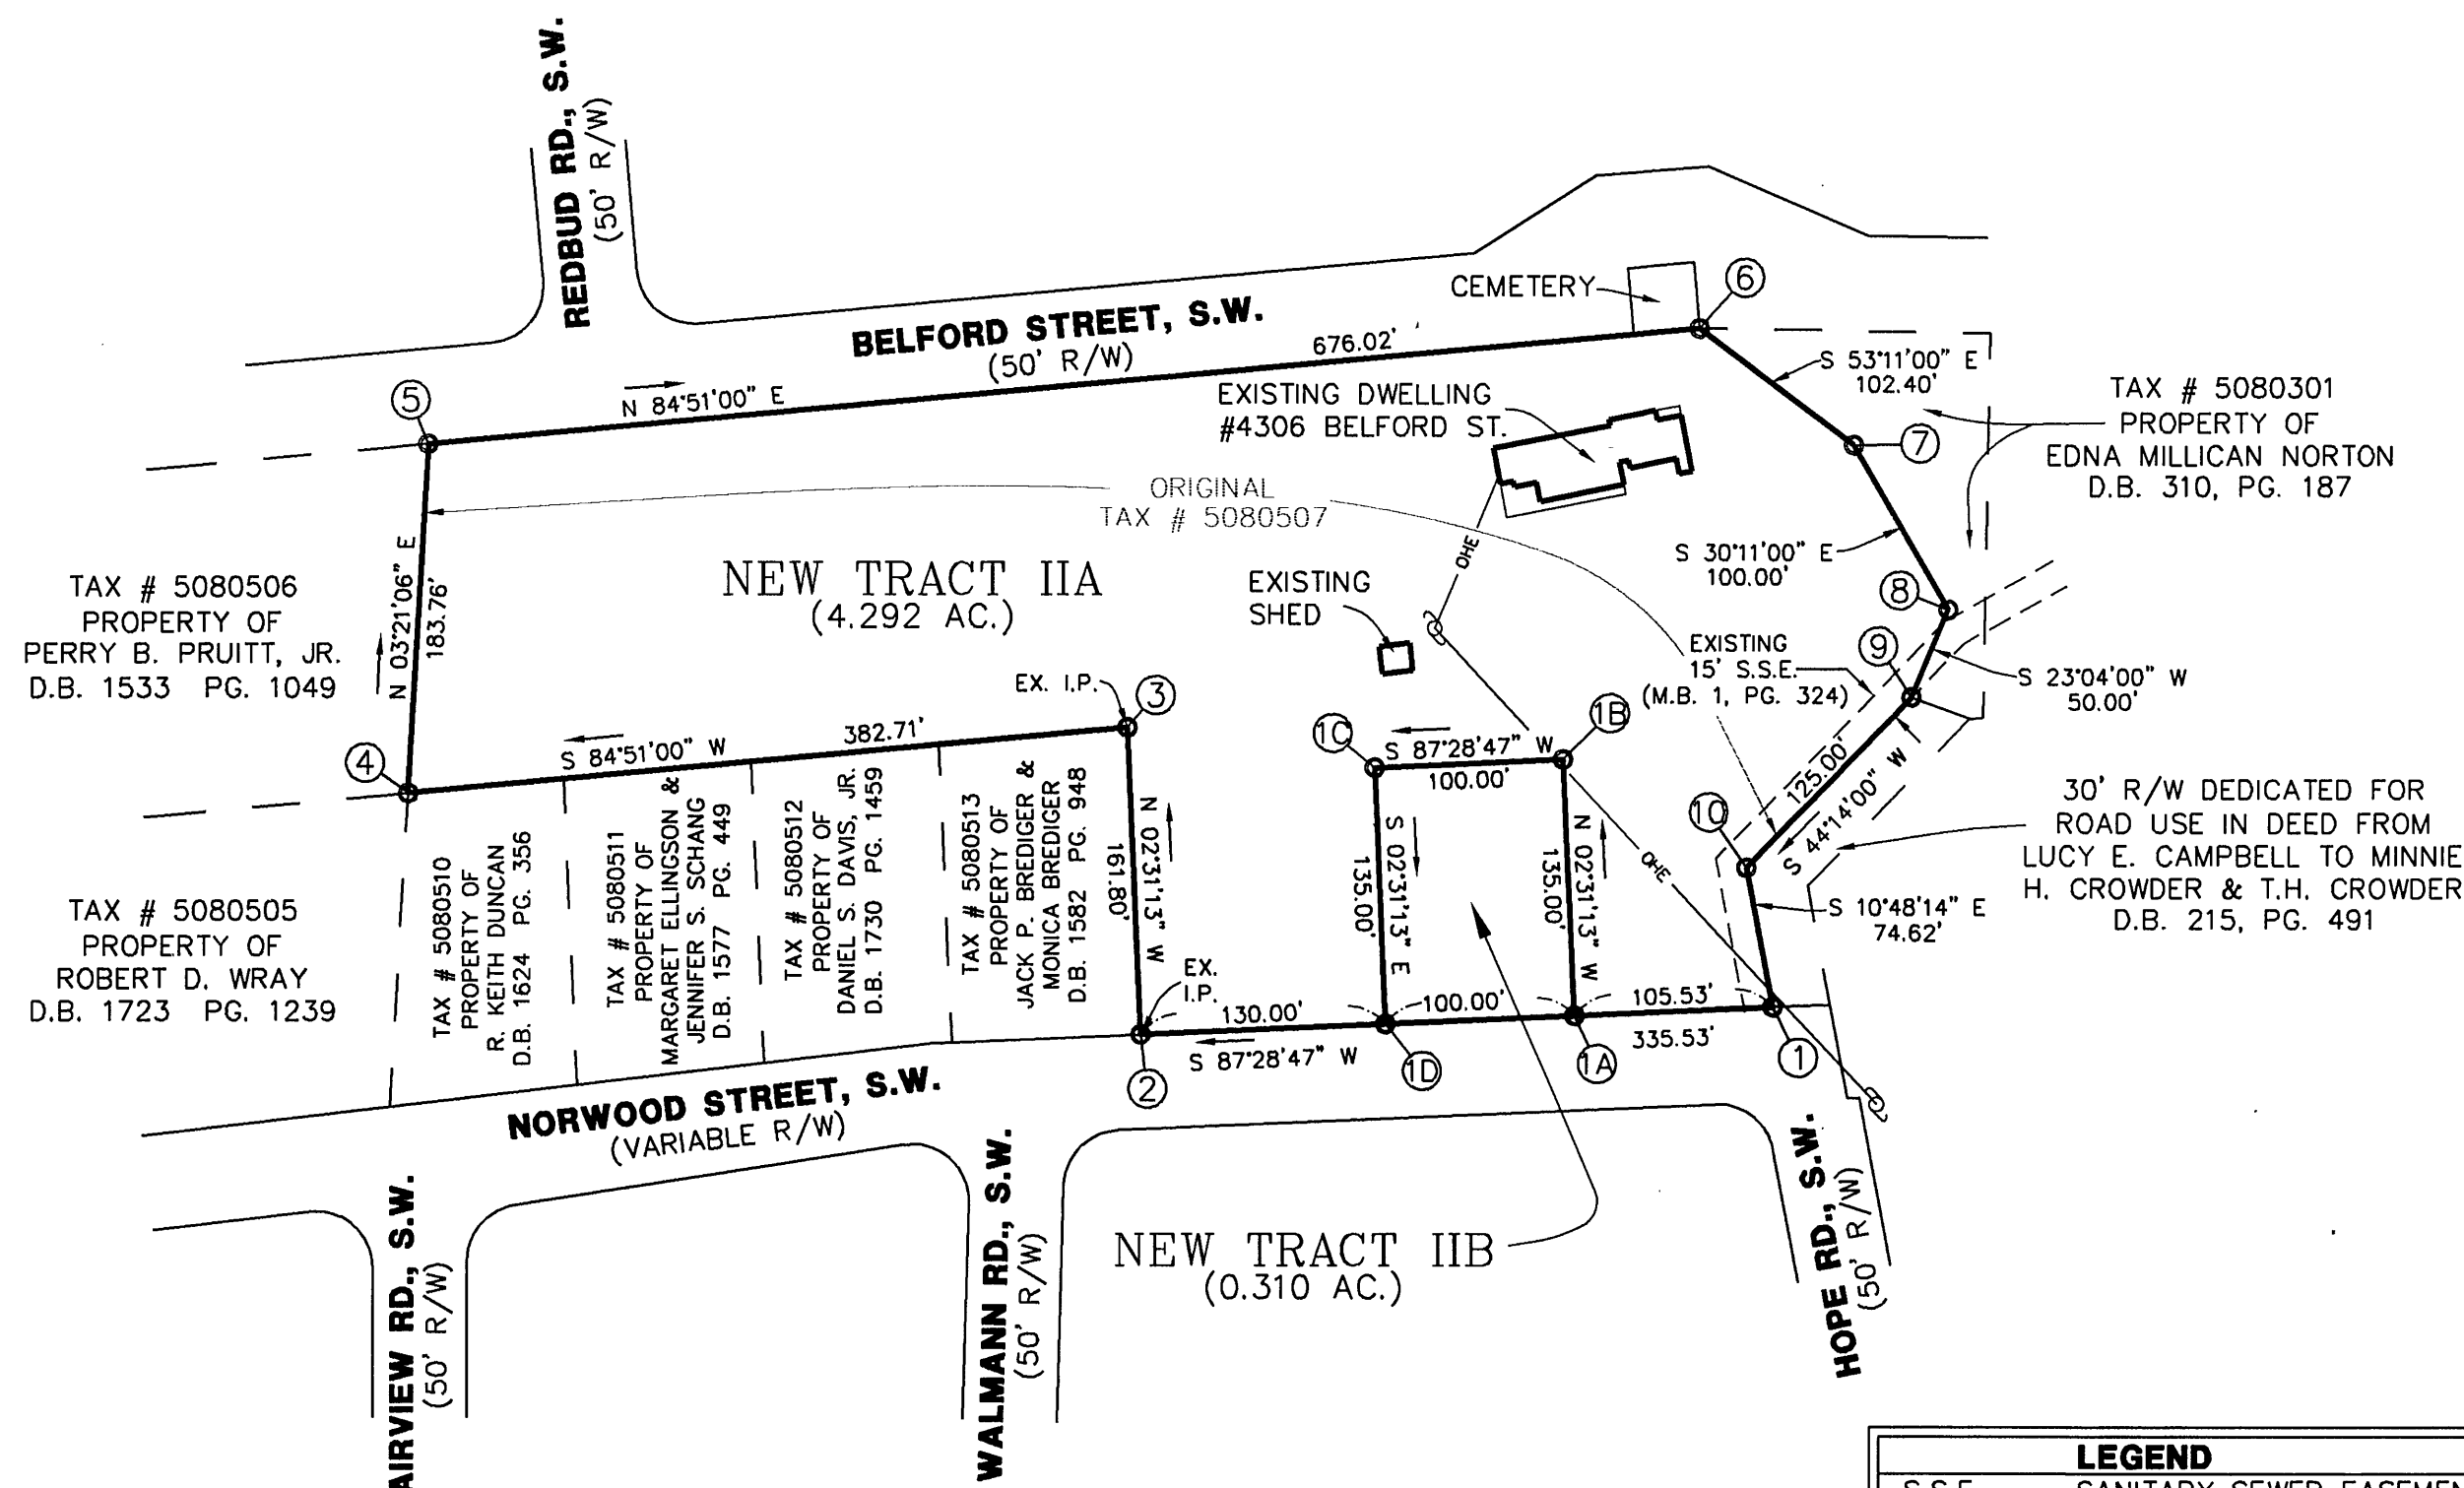 REDBUD RD., S.W.
(50' R/W)
BELFORD STREET, S.W.
(50' R/W)
676.02'
N 84°51'00" E
CEMETERY
6
S 53°11'00" E
102.40'
EXISTING DWELLING
#4306 BELFORD ST.
TAX # 5080301
PROPERTY OF
EDNA MILLICAN NORTON
D.B. 310, PG. 187
5
7
ORIGINAL
TAX # 5080507
NEW TRACT IIA
(4.292 AC.)
S 30°11'00" E
100.00'
8
OHE
EXISTING
SHED
TAX # 5080506
PROPERTY OF
PERRY B. PRUITT, JR.
D.B. 1533 PG. 1049
N 03°21'06" E
183.76'
EXISTING
15' S.S.E.
(M.B. 1, PG. 324)
9
S 23°04'00" W
50.00'
EX. I.P.
3
382.71'
S 84°51'00" W
4
1C
1B
S 87°28'47" W
100.00'
125.00'
S 44°14'00" W
10
30' R/W DEDICATED FOR
ROAD USE IN DEED FROM
LUCY E. CAMPBELL TO MINNIE
H. CROWDER & T.H. CROWDER
D.B. 215, PG. 491
TAX # 5080505
PROPERTY OF
ROBERT D. WRAY
D.B. 1723 PG. 1239
TAX # 5080510
PROPERTY OF
R. KEITH DUNCAN
D.B. 1624 PG. 356
TAX # 5080511
PROPERTY OF
MARGARET ELLINGSON &
JENNIFER S. SCHANG
D.B. 1577 PG. 449
TAX # 5080512
PROPERTY OF
DANIEL S. DAVIS, JR.
D.B. 1730 PG. 1459
TAX # 5080513
PROPERTY OF
JACK P. BREDIGER &
MONICA BREDIGER
D.B. 1582 PG. 948
N 02°31'13" W
161.80'
S 02°31'13" E
135.00'
N 02°31'13" W
135.00'
OHE
S 10°48'14" E
74.62'
EX.
I.P.
130.00'
100.00'
105.53'
335.53'
S 87°28'47" W
2
1D
1A
1
NORWOOD STREET, S.W.
(VARIABLE R/W)
AIRVIEW RD., S.W.
(50' R/W)
WALMANN RD., S.W.
(50' R/W)
NEW TRACT IIB
(0.310 AC.)
HOPE RD., S.W.
(50' R/W)
LEGEND
S.S.E. SANITARY SEWER EASEMEN